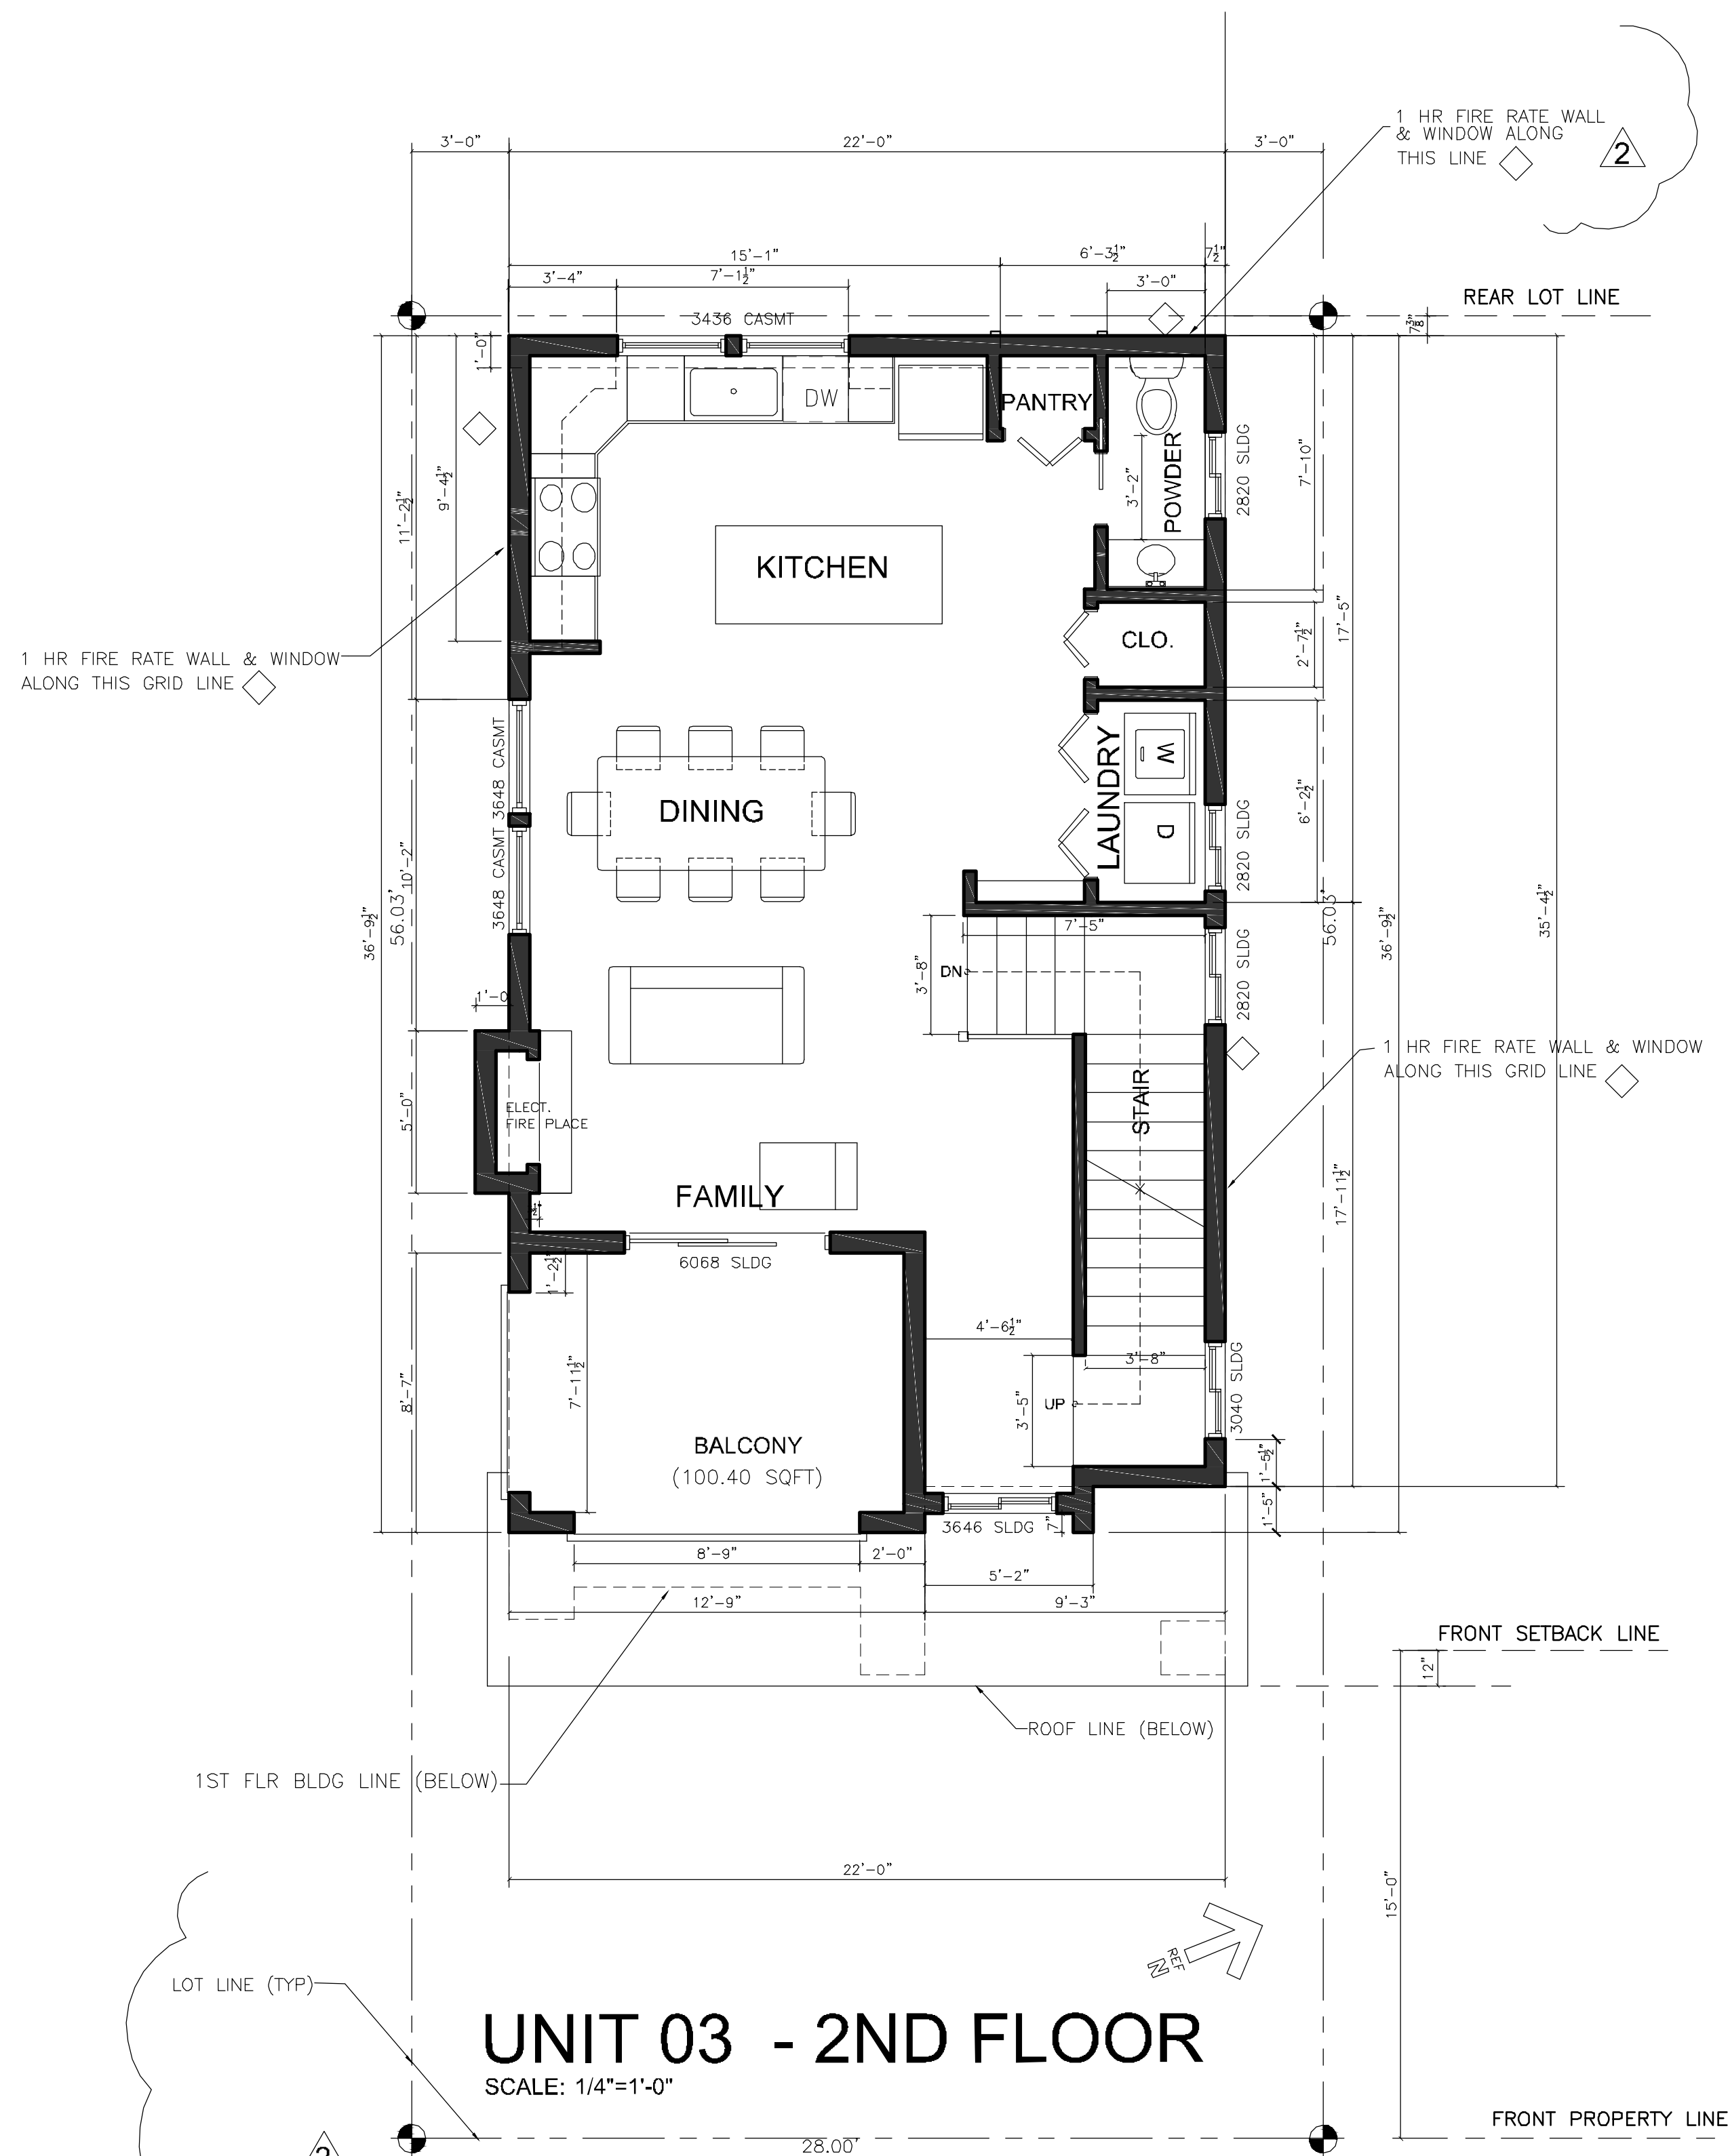 1 HR FIRE RATE WALL
& WINDOW ALONG
THIS LINE
2
3'-0"
22'-0"
3'-0"
15'-1"
6'-3½"
7½"
3'-4"
7'-1½"
3'-0"
REAR LOT LINE
7⅜"
3436 CASMT
1'-0"
DW
PANTRY
POWDER
3'-2"
2820 SLDG
7'-10"
9'-4½"
11'-2½"
KITCHEN
17'-5"
CLO.
2'-7½"
1 HR FIRE RATE WALL & WINDOW
ALONG THIS GRID LINE
3648 CASMT
3648 CASMT
DINING
LAUNDRY
W
D
6'-2½"
2820 SLDG
10'-2"
56.03'
36'-9½"
56.03'
36'-9½"
35'-4½"
7'-5"
3'-8"
DN
2820 SLDG
1'-0
1 HR FIRE RATE WALL & WINDOW
ALONG THIS GRID LINE
STAIR
ELECT.
FIRE PLACE
5'-0"
FAMILY
17'-11½"
6068 SLDG
1'-2½"
4'-6½"
3'-8"
3040 SLDG
7'-11½"
8'-7"
3'-5"
UP
BALCONY
(100.40 SQFT)
1'-5½"
1'-5"
3646 SLDG
7"
8'-9"
2'-0"
5'-2"
12'-9"
9'-3"
FRONT SETBACK LINE
12"
ROOF LINE (BELOW)
1ST FLR BLDG LINE (BELOW)
22'-0"
15'-0"
REF
N
LOT LINE (TYP)
UNIT 03 - 2ND FLOOR
SCALE: 1/4"=1'-0"
FRONT PROPERTY LINE
2
28.00'